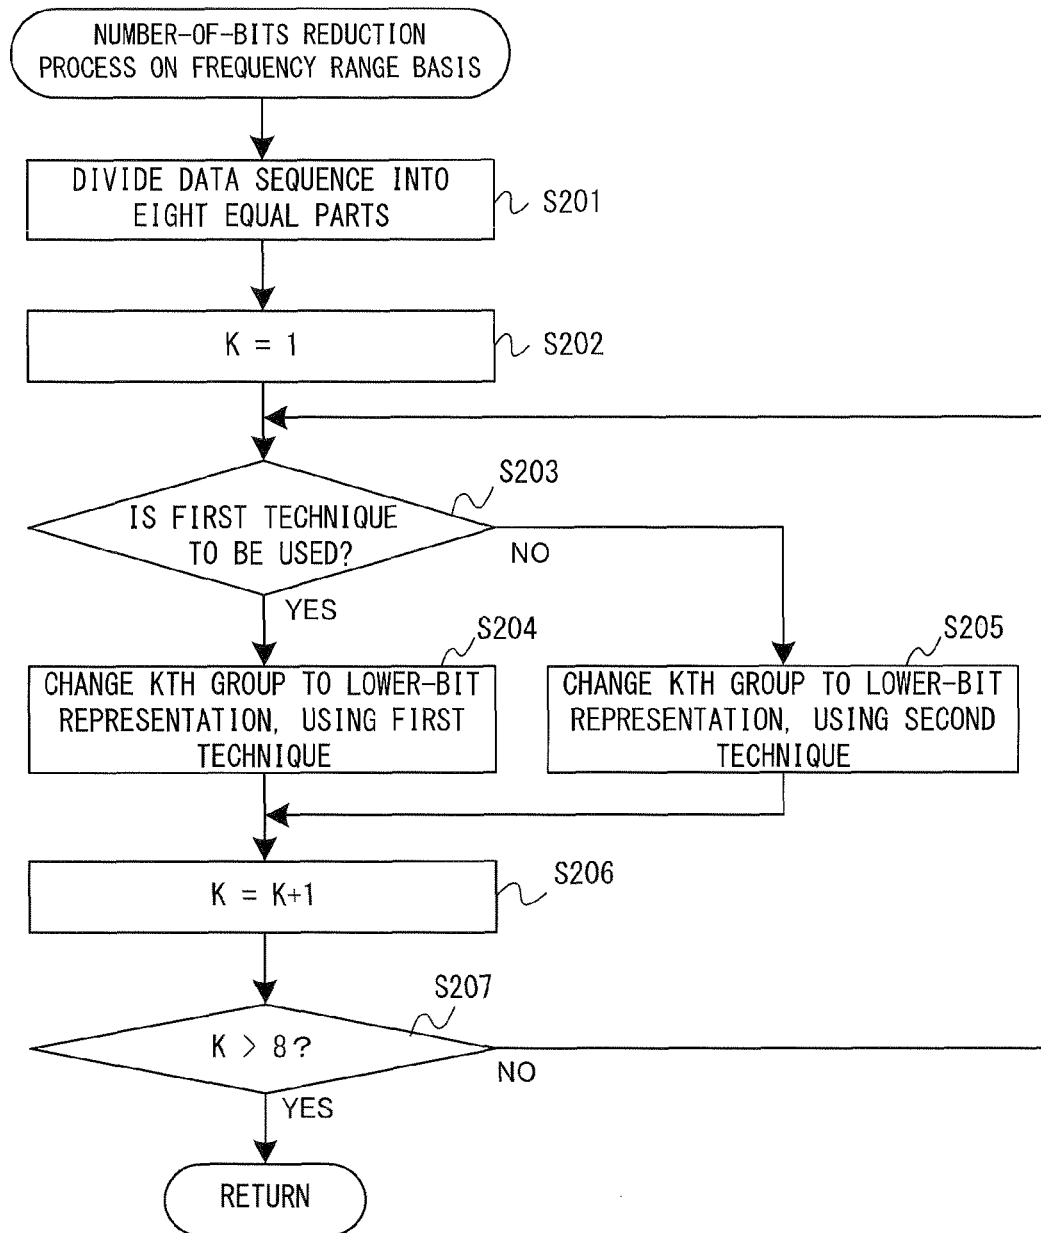 NUMBER-OF-BITS REDUCTION
PROCESS ON FREQUENCY RANGE BASIS
DIVIDE DATA SEQUENCE INTO
EIGHT EQUAL PARTS
S201
K = 1
S202
S203
IS FIRST TECHNIQUE
TO BE USED?
NO
YES
S204
CHANGE KTH GROUP TO LOWER-BIT
REPRESENTATION, USING FIRST
TECHNIQUE
S205
CHANGE KTH GROUP TO LOWER-BIT
REPRESENTATION, USING SECOND
TECHNIQUE
K = K+1
S206
S207
K > 8?
NO
YES
RETURN